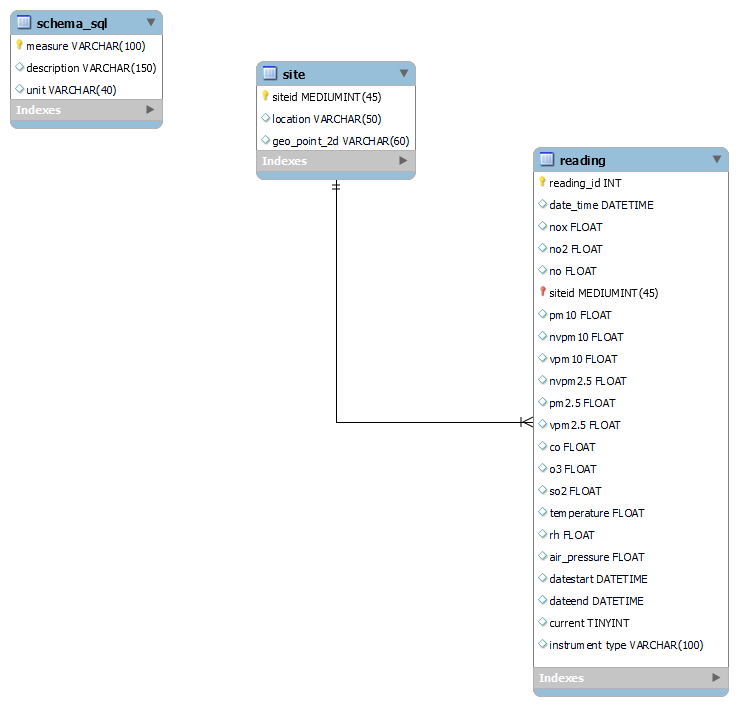 schema_sql
measure VARCHAR(100)
description VARCHAR(150)
unit VARCHAR(40)
Indexes
site
siteid MEDIUMINT(45)
location VARCHAR(50)
geo_point_2d VARCHAR(60)
Indexes
reading
reading_id INT
date_time DATETIME
nox FLOAT
no2 FLOAT
no FLOAT
siteid MEDIUMINT(45)
pm10 FLOAT
nvpm10 FLOAT
vpm10 FLOAT
nvpm2.5 FLOAT
pm2.5 FLOAT
vpm2.5 FLOAT
co FLOAT
o3 FLOAT
so2 FLOAT
temperature FLOAT
rh FLOAT
air_pressure FLOAT
datestart DATETIME
dateend DATETIME
current TINYINT
instrument type VARCHAR(100)
Indexes